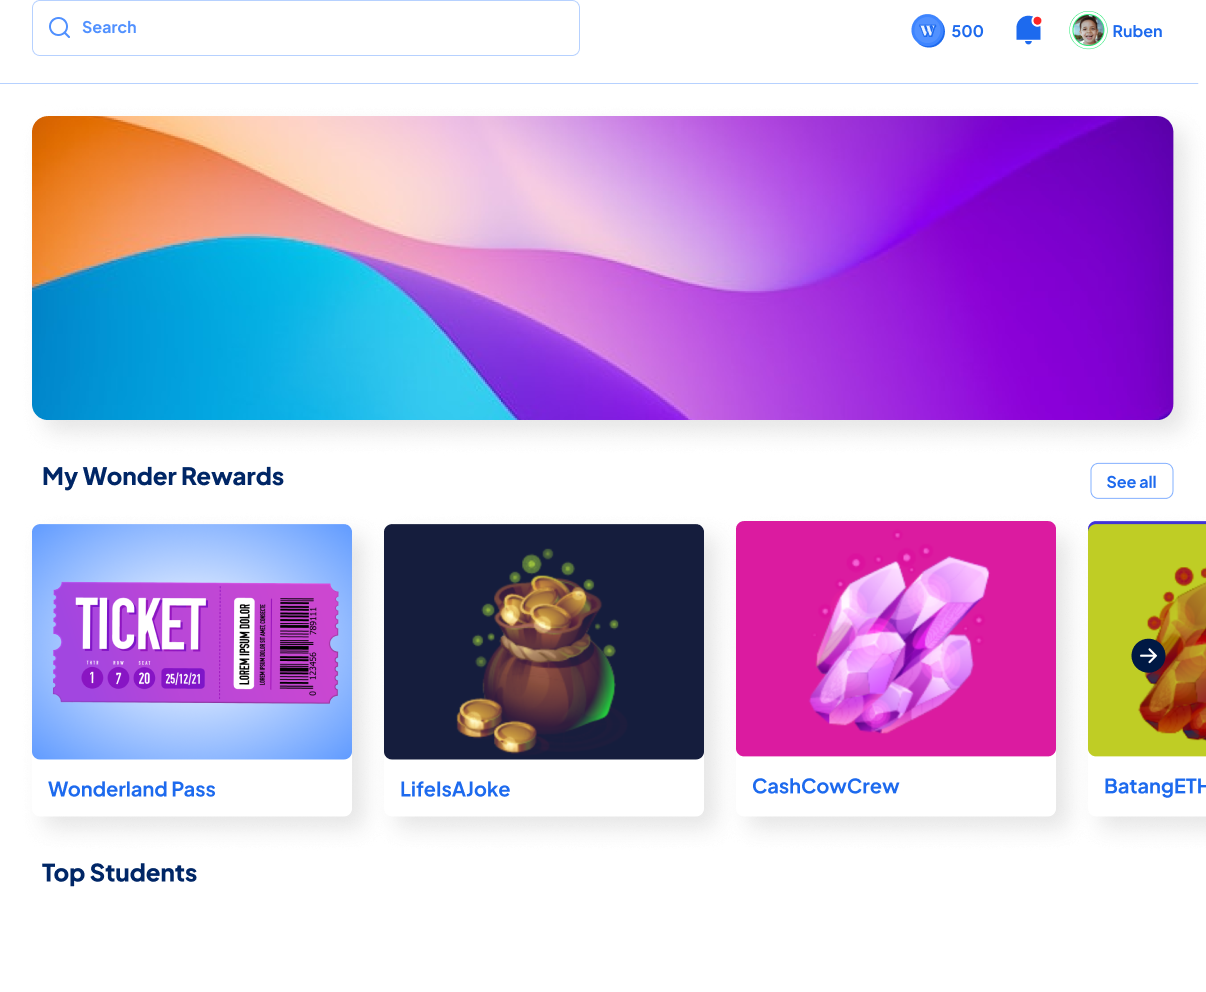 Search
W 500
Ruben
My Wonder Rewards
See all
TICKET
THIS ROW SEAT
1 7 20 25/12/21
LOREM IPSUM DOLOR
LOREM IPSUM DOLOR SIT AMET, CONSECTE
0 123456 789111
Wonderland Pass
LifeIsAJoke
CashCowCrew
BatangETH
Top Students